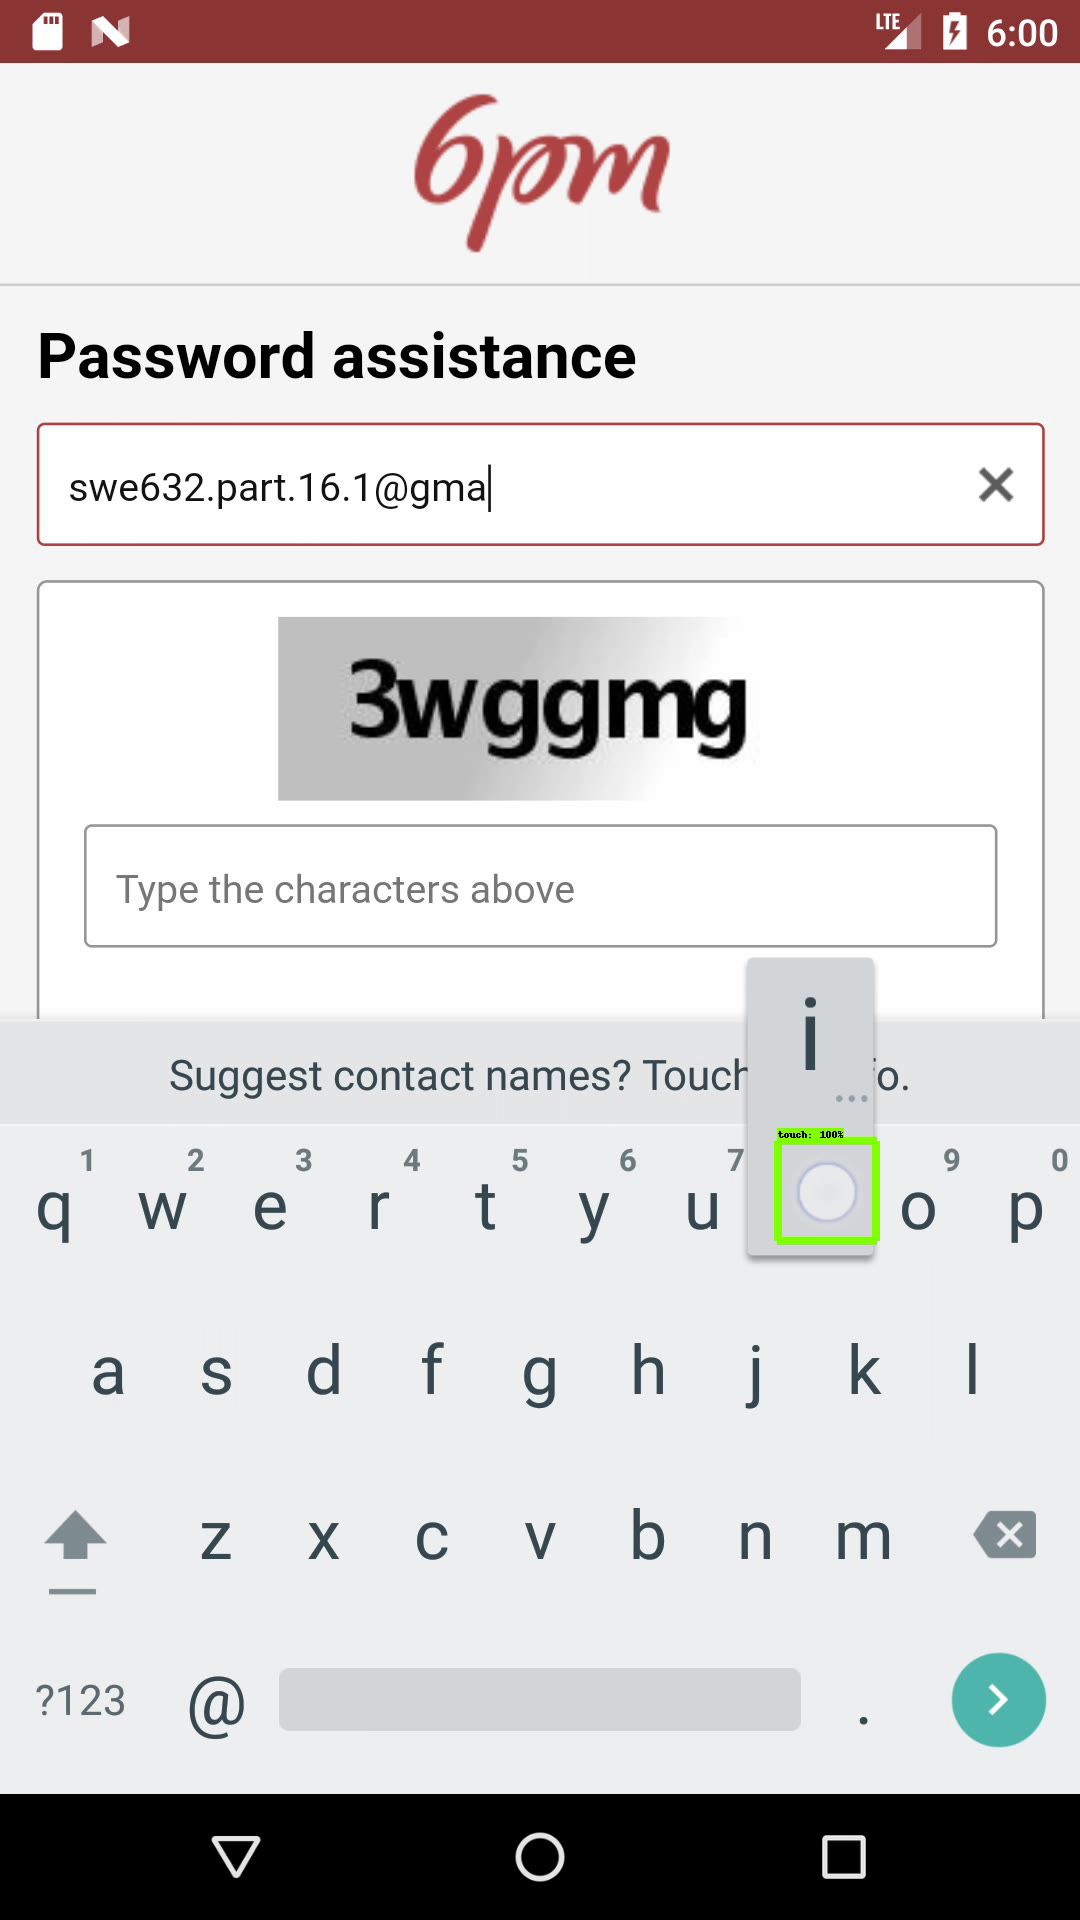 LTE 6:00
6pm
Password assistance
swe632.part.16.1@gma
3wggmg
Type the characters above
i
Suggest contact names? Touch o.
touch: 100%
1 2 3 4 5 6 7 9 0
q w e r t y u o p
a s d f g h j k l
z x c v b n m
?123 @ .